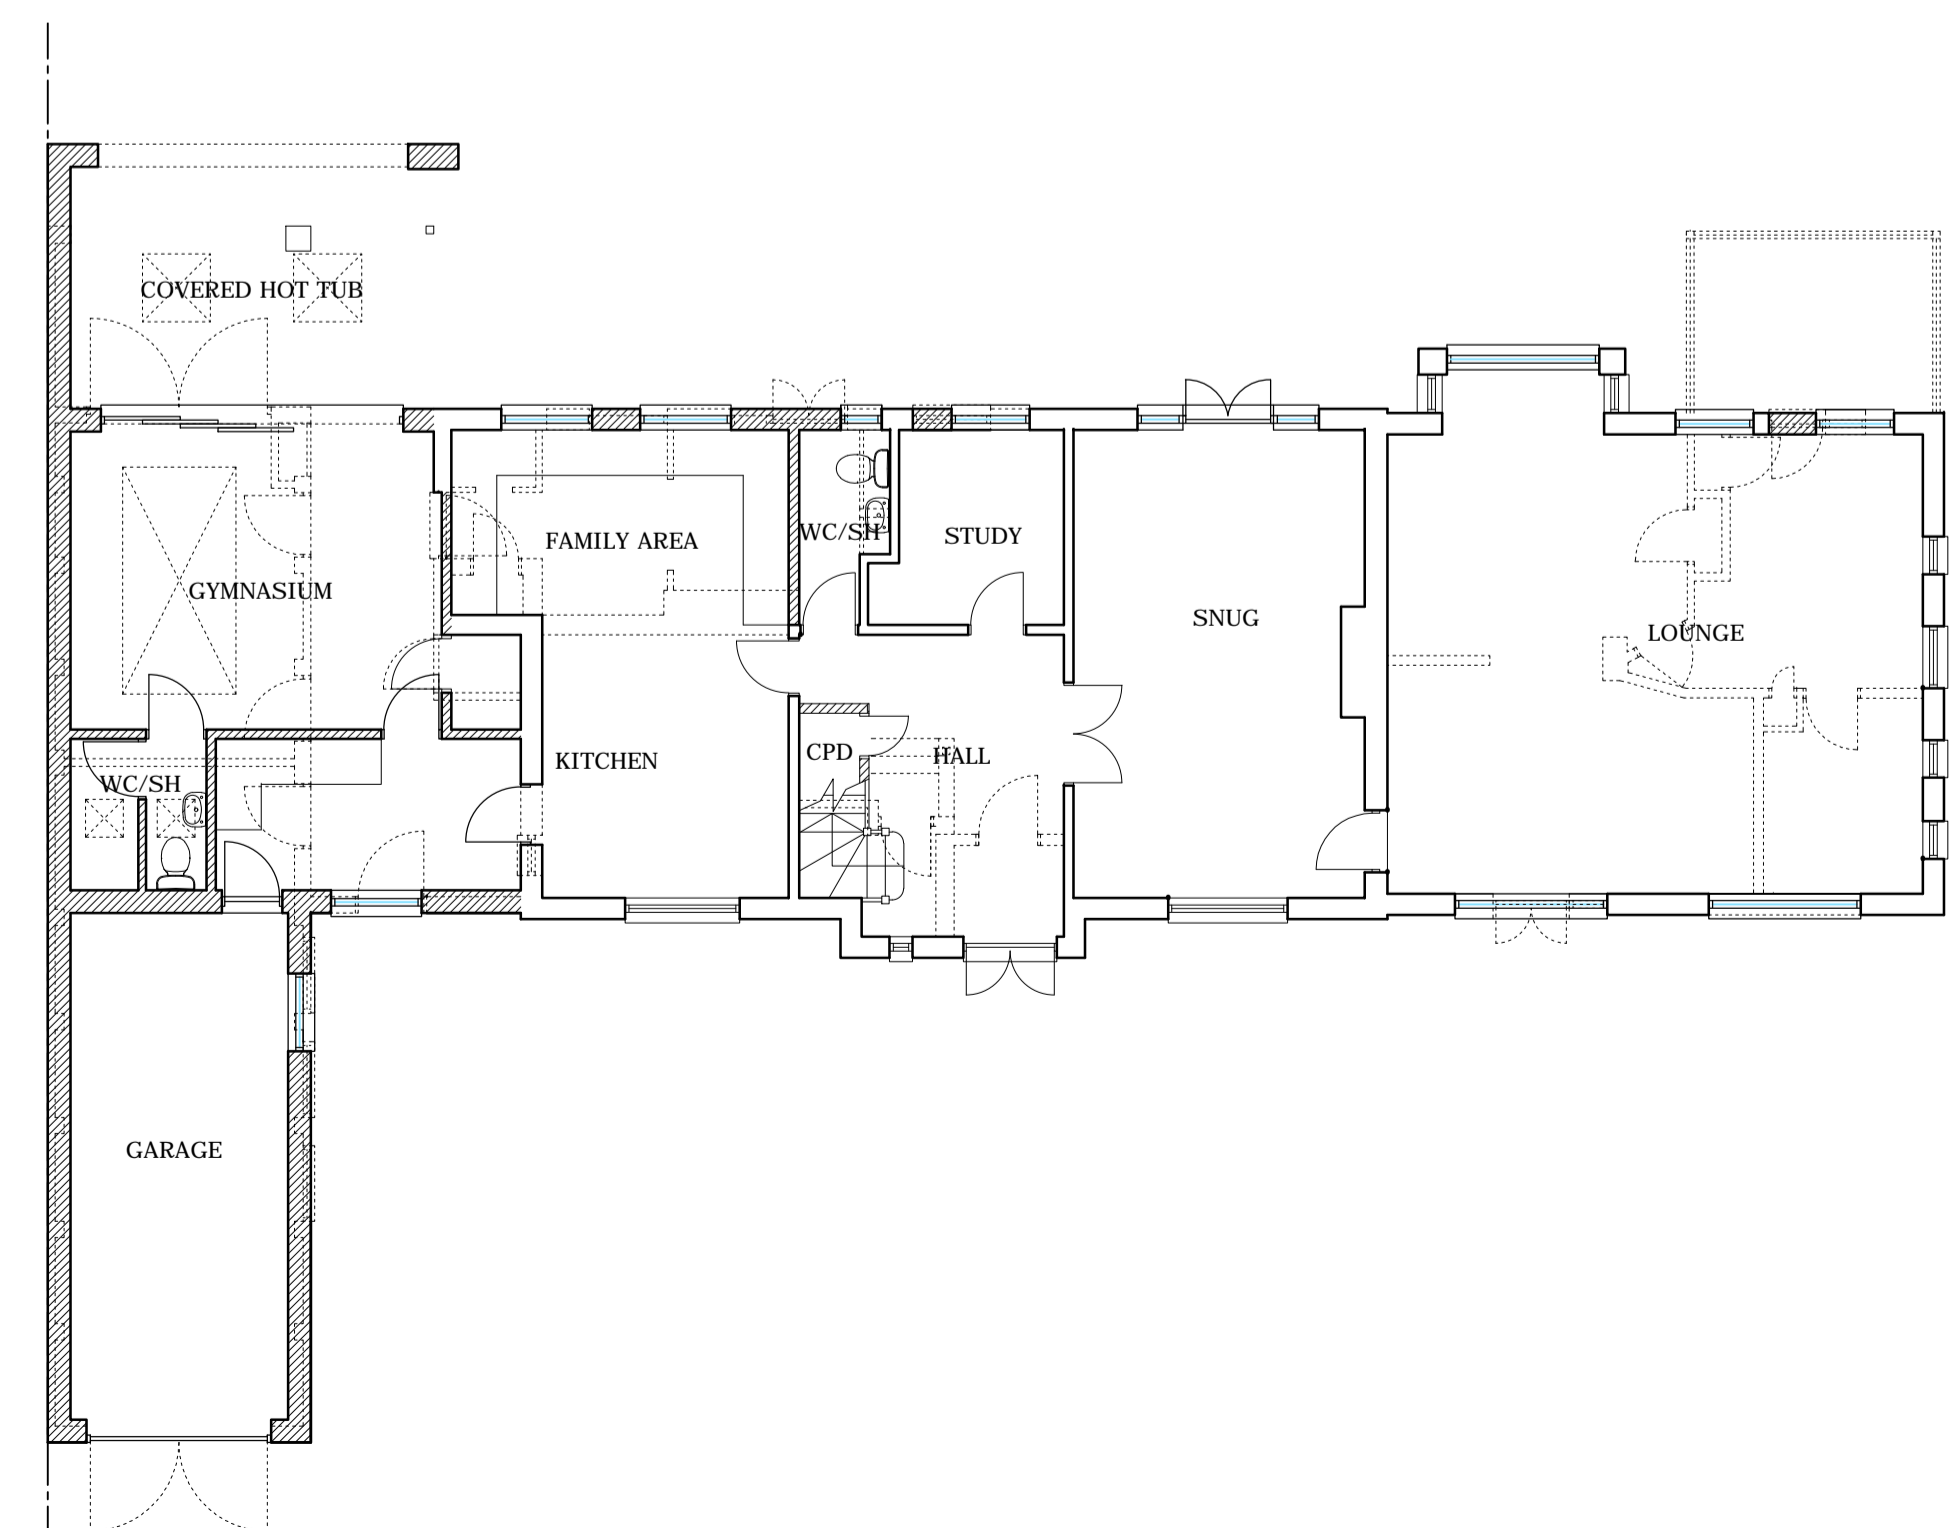 COVERED HOT TUB
FAMILY AREA
WC/SH
STUDY
GYMNASIUM
SNUG
LOUNGE
KITCHEN
CPD
HALL
WC/SH
GARAGE